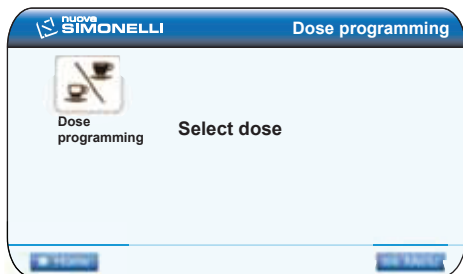 nuova
SIMONELLI
Dose programming
Dose
programming
Select dose